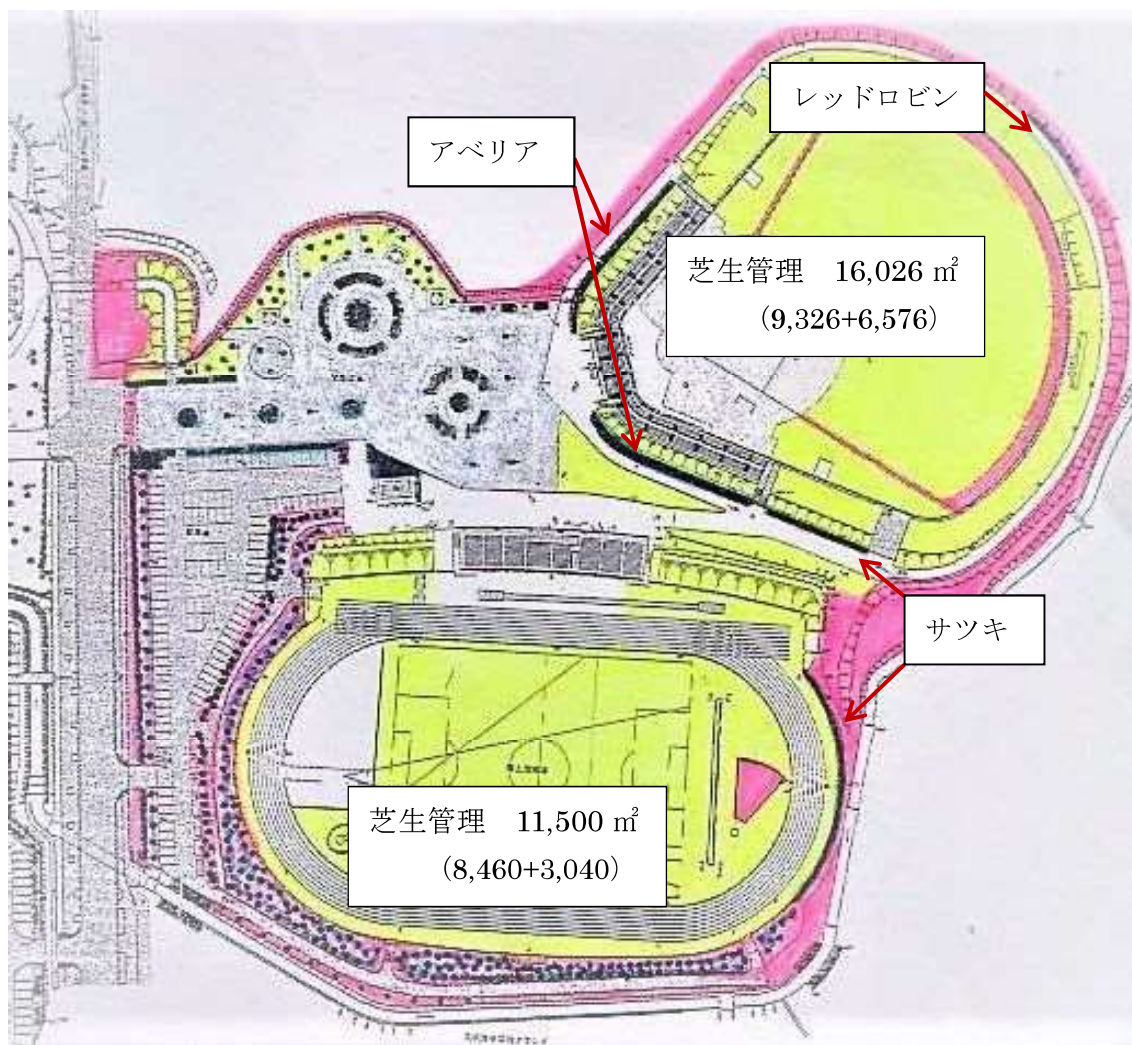 レッドロビン
アベリア
芝生管理　16,026 ㎡
（9,326+6,576）
サツキ
芝生管理　11,500 ㎡
（8,460+3,040）